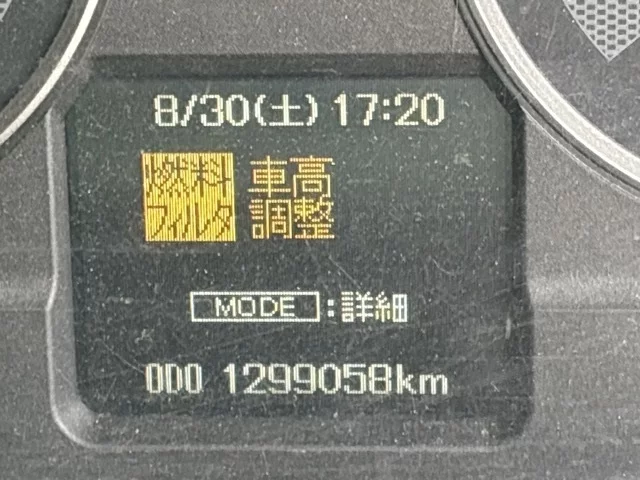 8/30(土) 17:20
燃料 車高
フィルタ 調整
MODE :詳細
ODO 1299058km